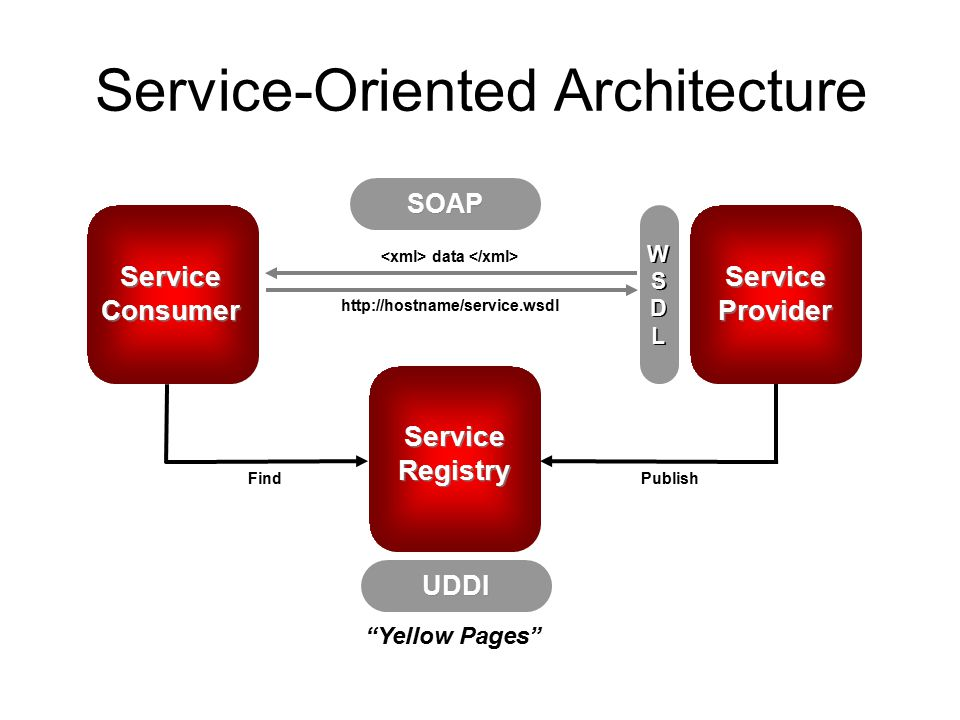 Service-Oriented Architecture
SOAP
Service
Consumer
<xml> data </xml>
http://hostname/service.wsdl
W
S
D
L
Service
Provider
Service
Registry
Find
Publish
UDDI
“Yellow Pages”